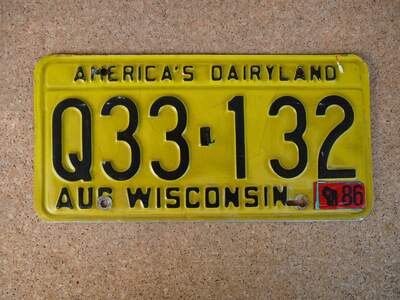 AMERICA'S DAIRYLAND
Q33-132
AUG WISCONSIN 86